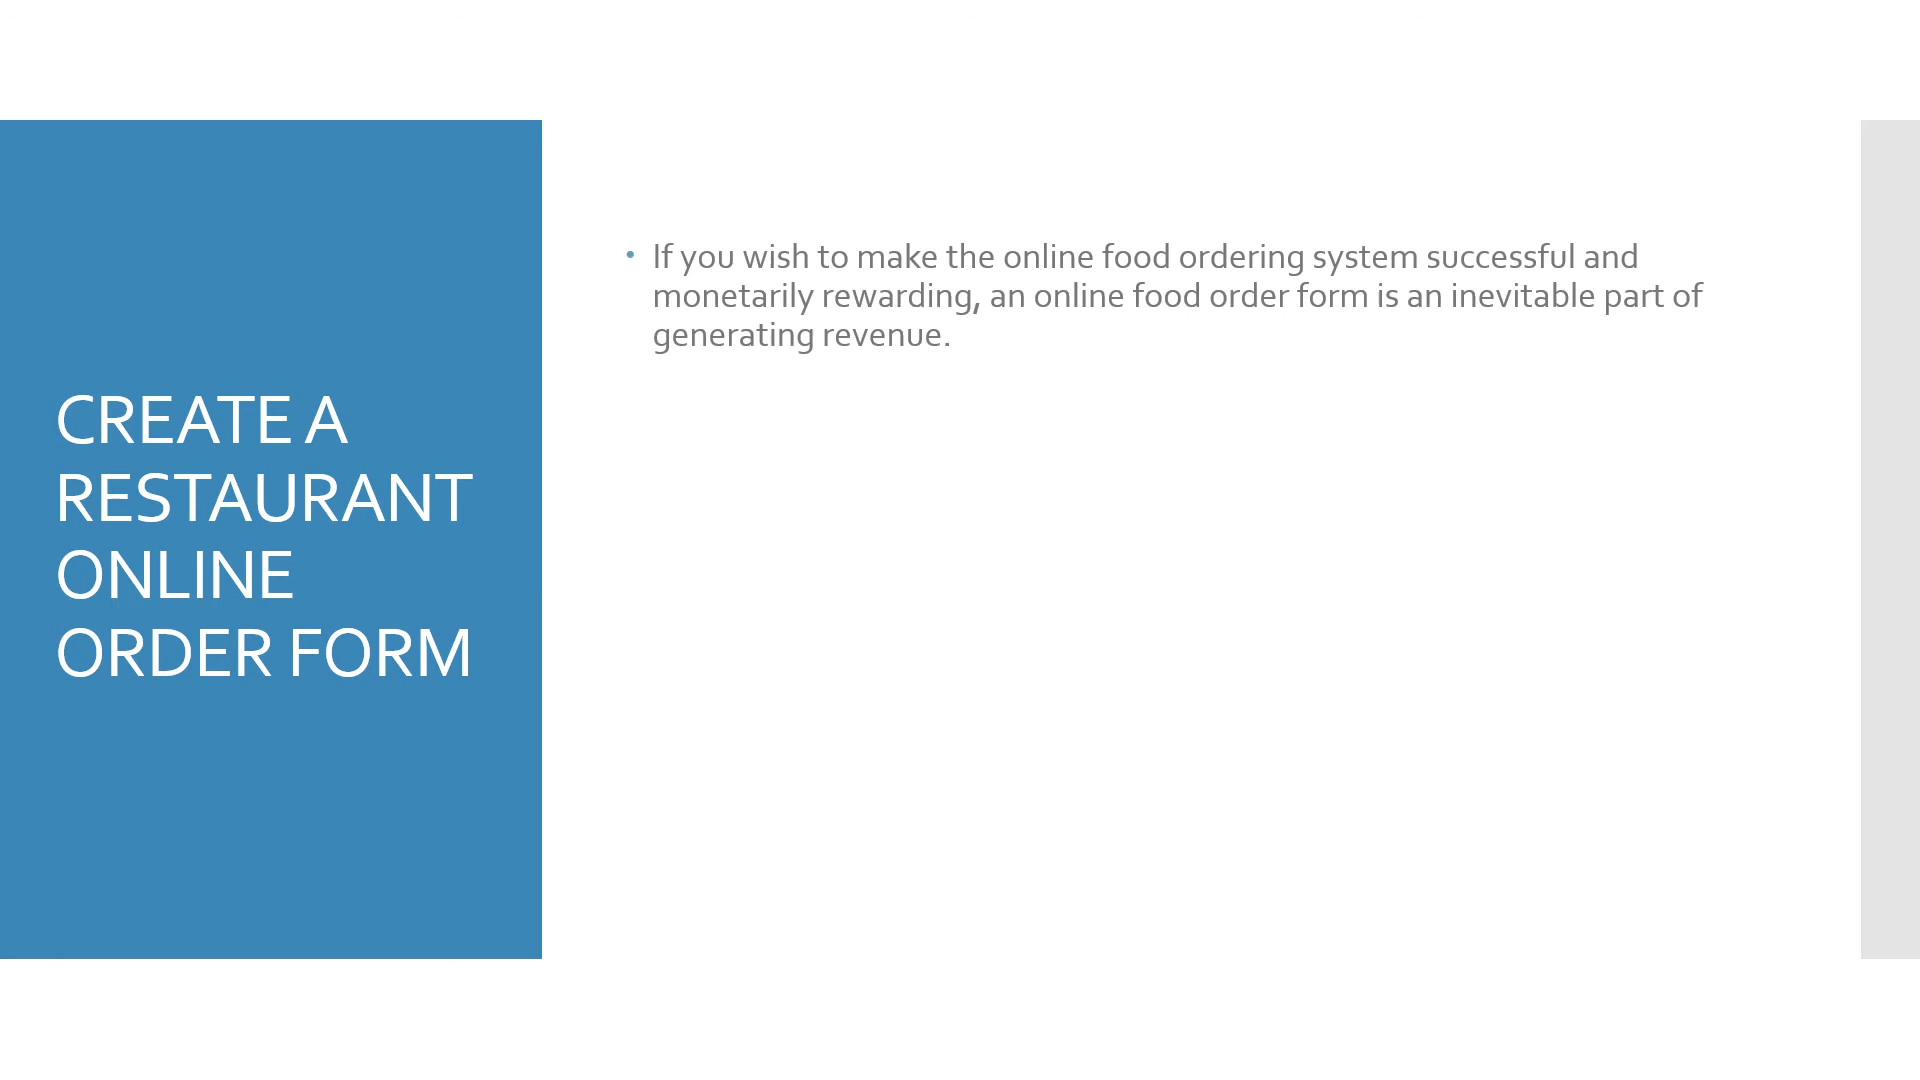 CREATE A
RESTAURANT
ONLINE
ORDER FORM
• If you wish to make the online food ordering system successful and
monetarily rewarding, an online food order form is an inevitable part of
generating revenue.